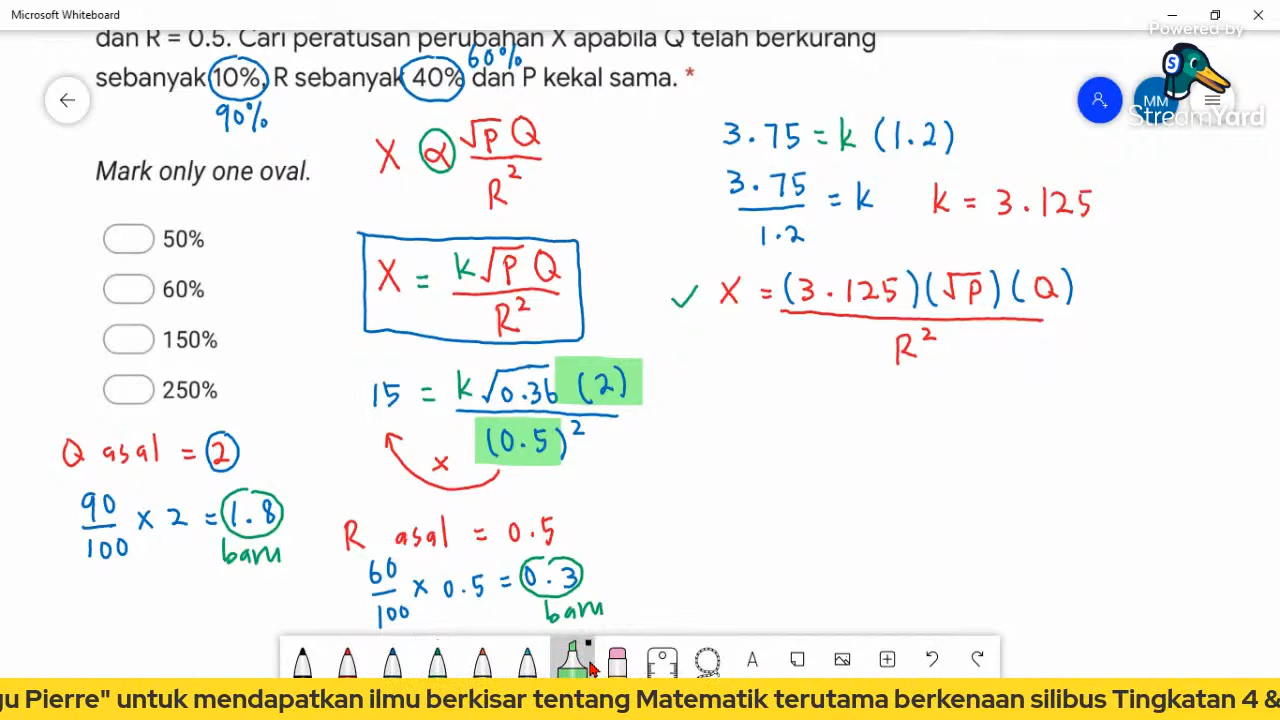 Microsoft Whiteboard
Powered by
StreamYard
MM
dan R = 0.5. Cari peratusan perubahan X apabila Q telah berkurang
60%
sebanyak 10%, R sebanyak 40% dan P kekal sama. *
90%
Mark only one oval.
50%
60%
150%
250%
X α √P Q / R²
X = k√P Q / R²
15 = k√0.36 (2) / (0.5)²
x
Q asal = 2
90/100 × 2 = 1.8
baru
R asal = 0.5
60/100 × 0.5 = 0.3
baru
3.75 = k (1.2)
3.75/1.2 = k
k = 3.125
✓ X = (3.125)(√P)(Q) / R²
A
gu Pierre" untuk mendapatkan ilmu berkisar tentang Matematik terutama berkenaan silibus Tingkatan 4 &